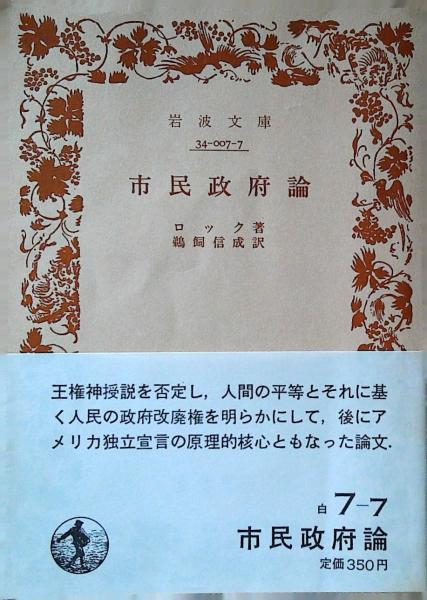 岩波文庫
34-007-7
市民政府論
ロック著
鵜飼信成訳
王権神授説を否定し，人間の平等とそれに基
く人民の政府改廃権を明らかにして，後にア
メリカ独立宣言の原理的核心ともなった論文．
白 7-7
市民政府論
定価350円